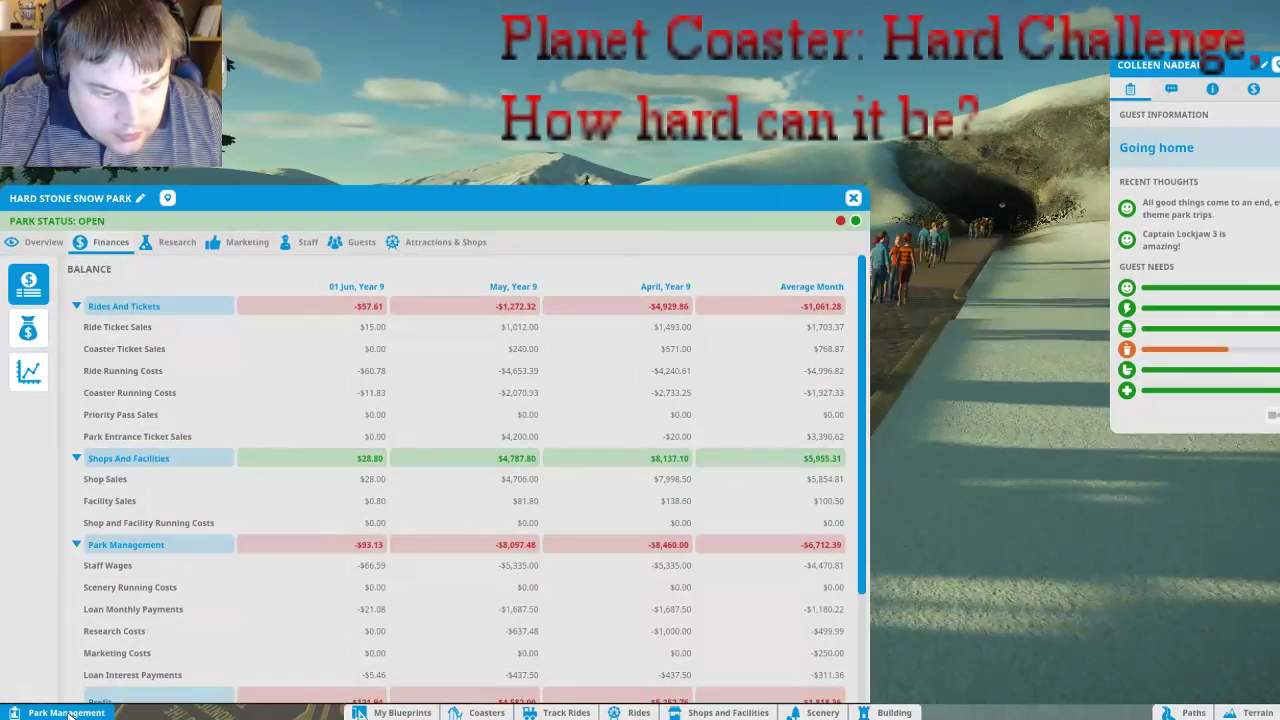 Planet Coaster: Hard Challenge
How hard can it be?
COLLEEN NADEAU
GUEST INFORMATION
Going home
RECENT THOUGHTS
All good things come to an end, e
theme park trips.
Captain Lockjaw 3 is
amazing!
GUEST NEEDS
HARD STONE SNOW PARK
PARK STATUS: OPEN
Overview Finances Research Marketing Staff Guests Attractions & Shops
BALANCE
01 Jun, Year 9 May, Year 9 April, Year 9 Average Month
Rides And Tickets -$57.61 -$1,272.32 -$4,929.86 -$1,061.28
Ride Ticket Sales $15.00 $1,012.00 $1,493.00 $1,703.37
Coaster Ticket Sales $0.00 $240.00 $571.00 $768.87
Ride Running Costs -$60.78 -$4,653.39 -$4,240.61 -$4,996.82
Coaster Running Costs -$11.83 -$2,070.93 -$2,733.25 -$1,927.33
Priority Pass Sales $0.00 $0.00 $0.00 $0.00
Park Entrance Ticket Sales $0.00 $4,200.00 -$20.00 $3,390.62
Shops And Facilities $28.80 $4,787.80 $8,137.10 $5,955.31
Shop Sales $28.00 $4,706.00 $7,998.50 $5,854.81
Facility Sales $0.80 $81.80 $138.60 $100.50
Shop and Facility Running Costs $0.00 $0.00 $0.00 $0.00
Park Management -$93.13 -$8,097.48 -$8,460.00 -$6,712.39
Staff Wages -$66.59 -$5,335.00 -$5,335.00 -$4,470.81
Scenery Running Costs $0.00 $0.00 $0.00 $0.00
Loan Monthly Payments -$21.08 -$1,687.50 -$1,687.50 -$1,180.22
Research Costs $0.00 -$637.48 -$1,000.00 -$499.99
Marketing Costs $0.00 $0.00 $0.00 -$250.00
Loan Interest Payments -$5.46 -$437.50 -$437.50 -$311.36
Profit
Park Management My Blueprints Coasters Track Rides Rides Shops and Facilities Scenery Building Paths Terrain